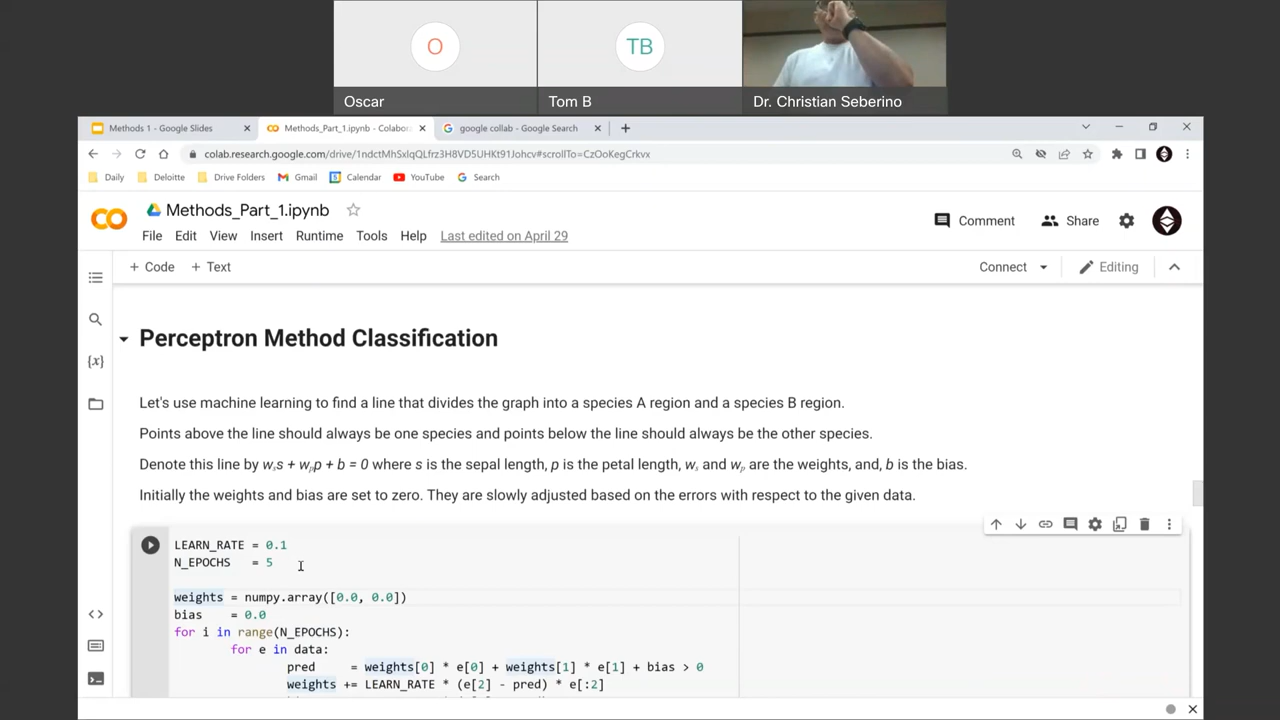 O
TB
Oscar
Tom B
Dr. Christian Seberino
Methods 1 - Google Slides
Methods_Part_1.ipynb - Colabora
google collab - Google Search
colab.research.google.com/drive/1ndctMhSxlqQLfrz3H8VD5UHKt91Johcv#scrollTo=CzOoKegCrkvx
Daily
Deloitte
Drive Folders
Gmail
Calendar
YouTube
Search
Methods_Part_1.ipynb
Comment
Share
File Edit View Insert Runtime Tools Help Last edited on April 29
+ Code + Text
Connect
Editing
{x}
Perceptron Method Classification
Let's use machine learning to find a line that divides the graph into a species A region and a species B region.
Points above the line should always be one species and points below the line should always be the other species.
Denote this line by wₛs + wₚp + b = 0 where s is the sepal length, p is the petal length, wₛ and wₚ are the weights, and, b is the bias.
Initially the weights and bias are set to zero. They are slowly adjusted based on the errors with respect to the given data.
LEARN_RATE = 0.1
N_EPOCHS = 5
weights = numpy.array([0.0, 0.0])
bias = 0.0
for i in range(N_EPOCHS):
for e in data:
pred = weights[0] * e[0] + weights[1] * e[1] + bias > 0
weights += LEARN_RATE * (e[2] - pred) * e[:2]